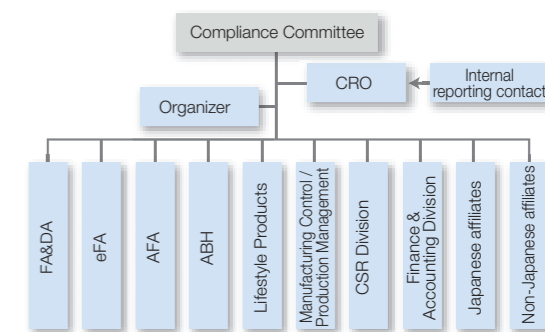 Compliance Committee
CRO
Internal
reporting contact
Organizer
FA&DA
eFA
AFA
ABH
Lifestyle Products
Manufacturing Control /
Production Management
CSR Division
Finance &
Accounting Division
Japanese affiliates
Non-Japanese affiliates